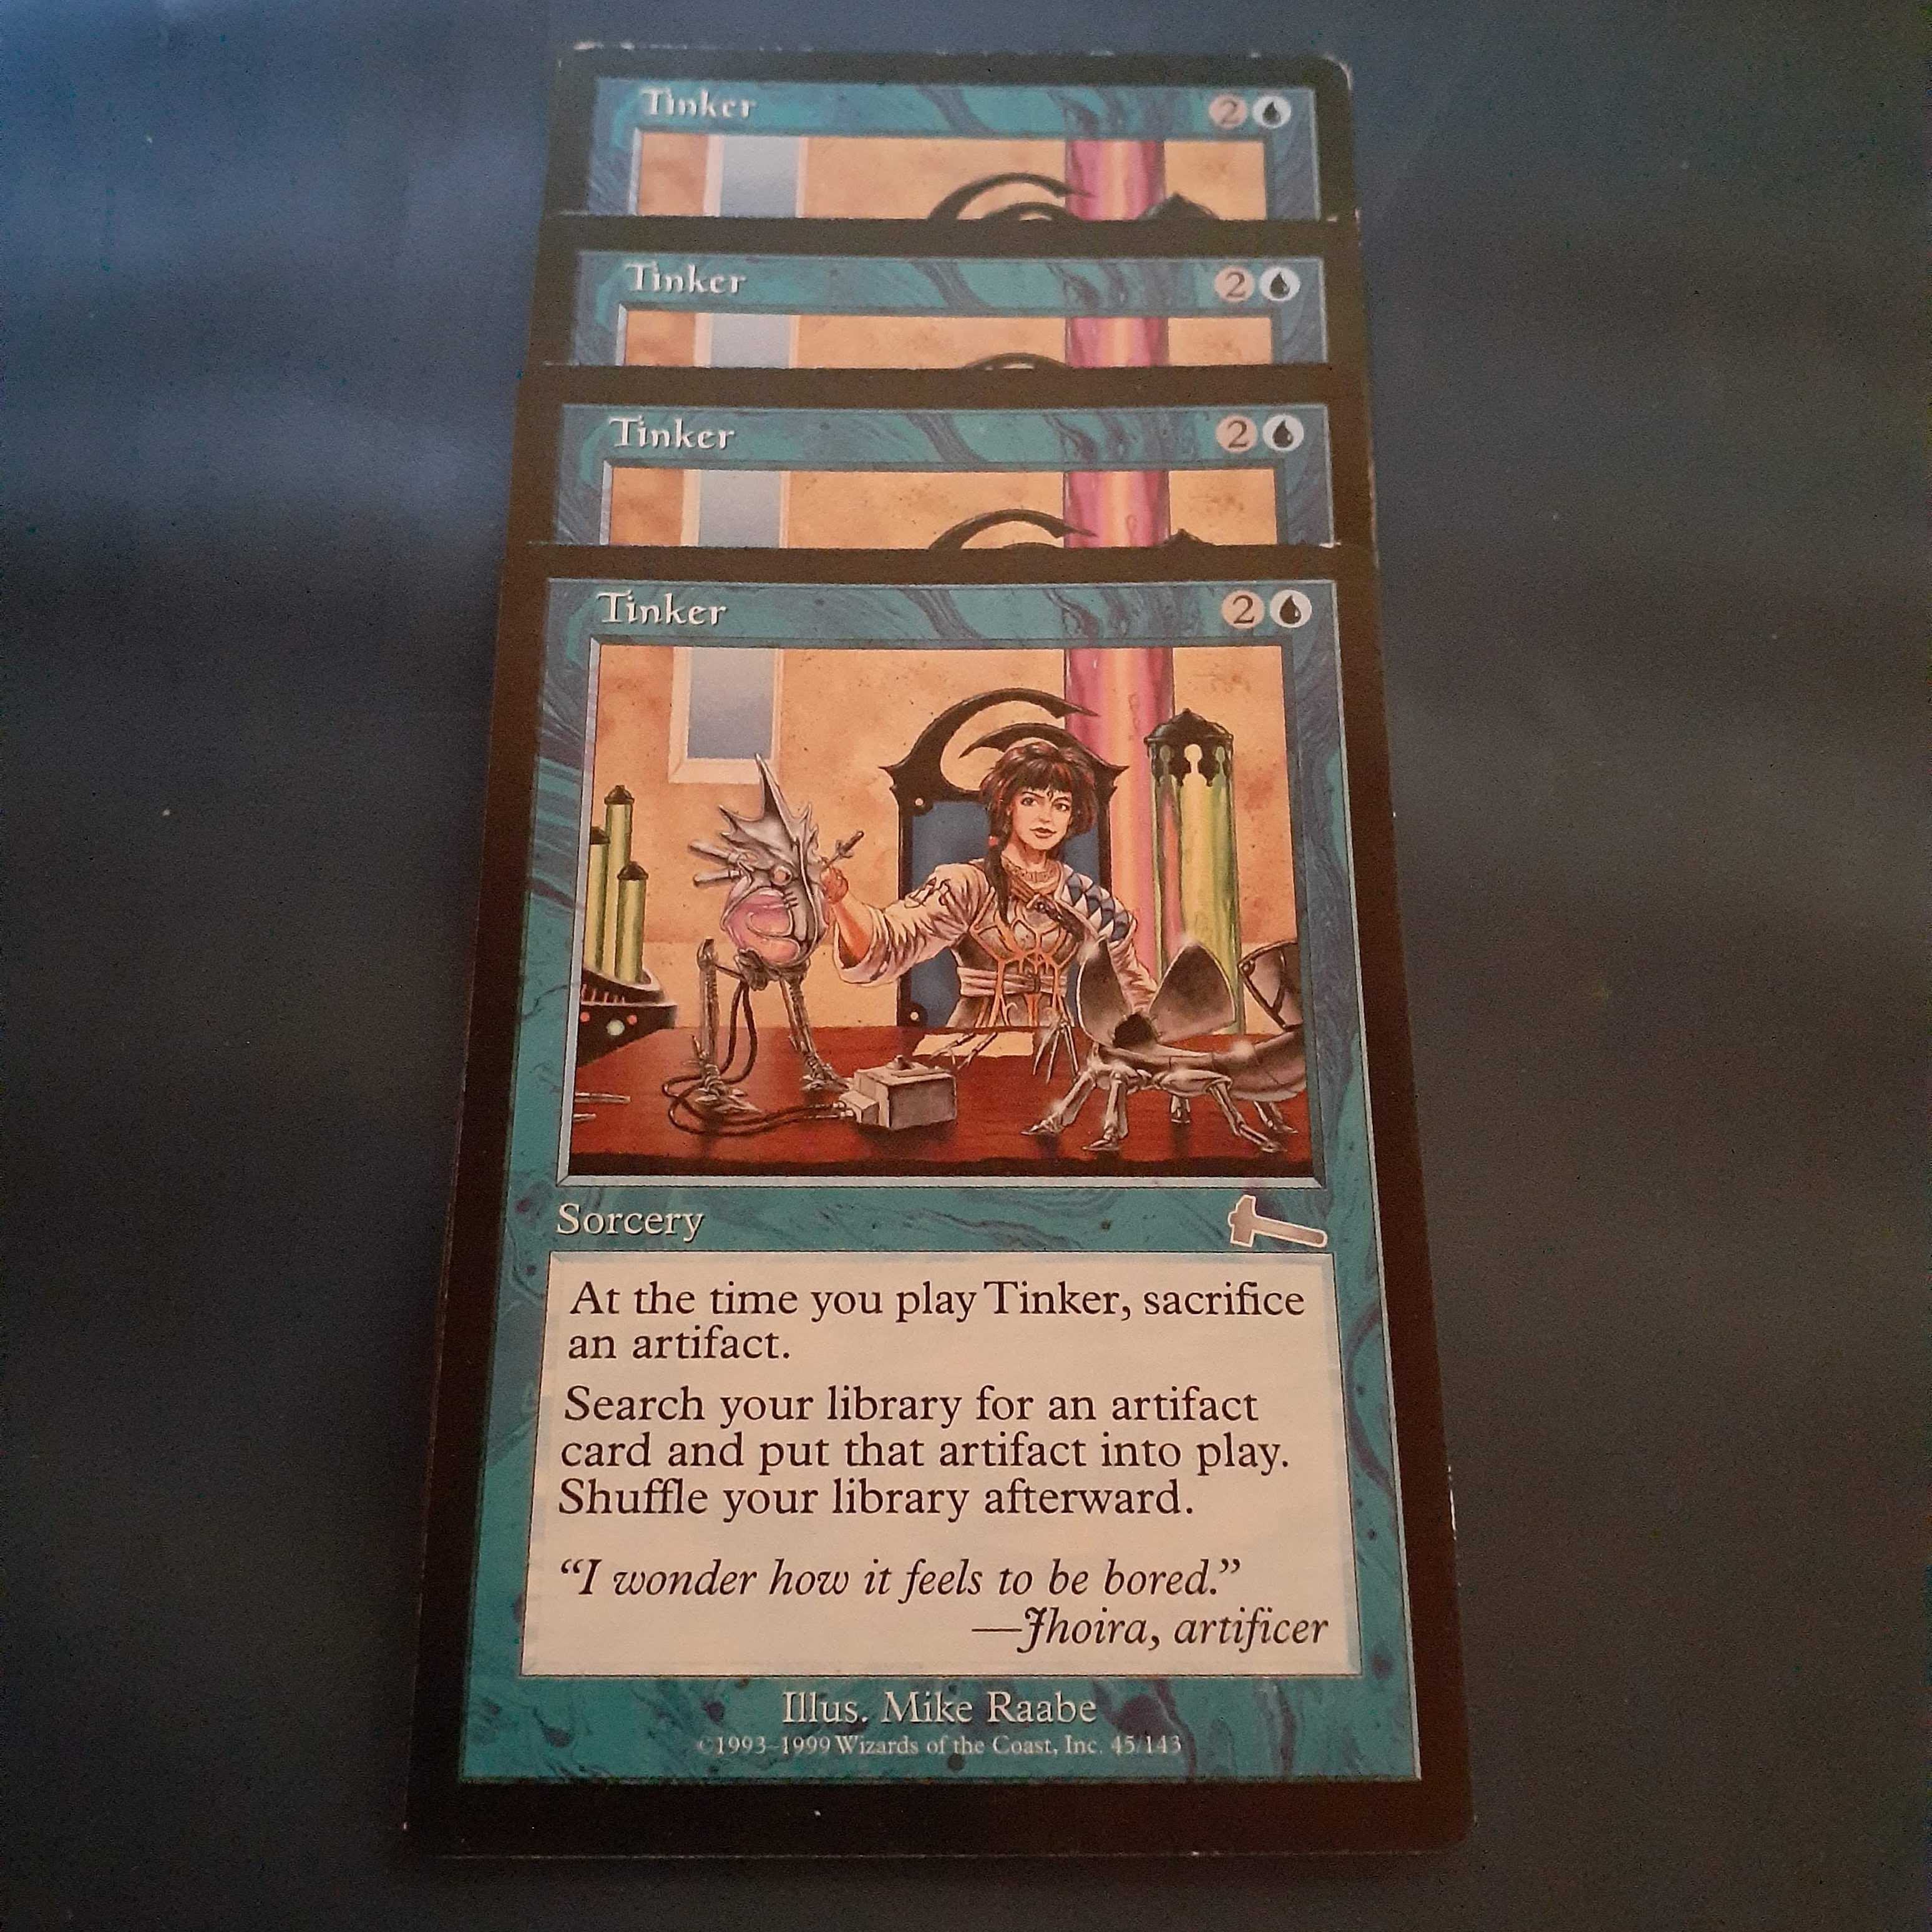 Tinker 2
Tinker 2
Tinker 2
Tinker 2
Sorcery
At the time you play Tinker, sacrifice
an artifact.
Search your library for an artifact
card and put that artifact into play.
Shuffle your library afterward.
“I wonder how it feels to be bored.”
—Jhoira, artificer
Illus. Mike Raabe
©1993–1999 Wizards of the Coast, Inc. 45/143